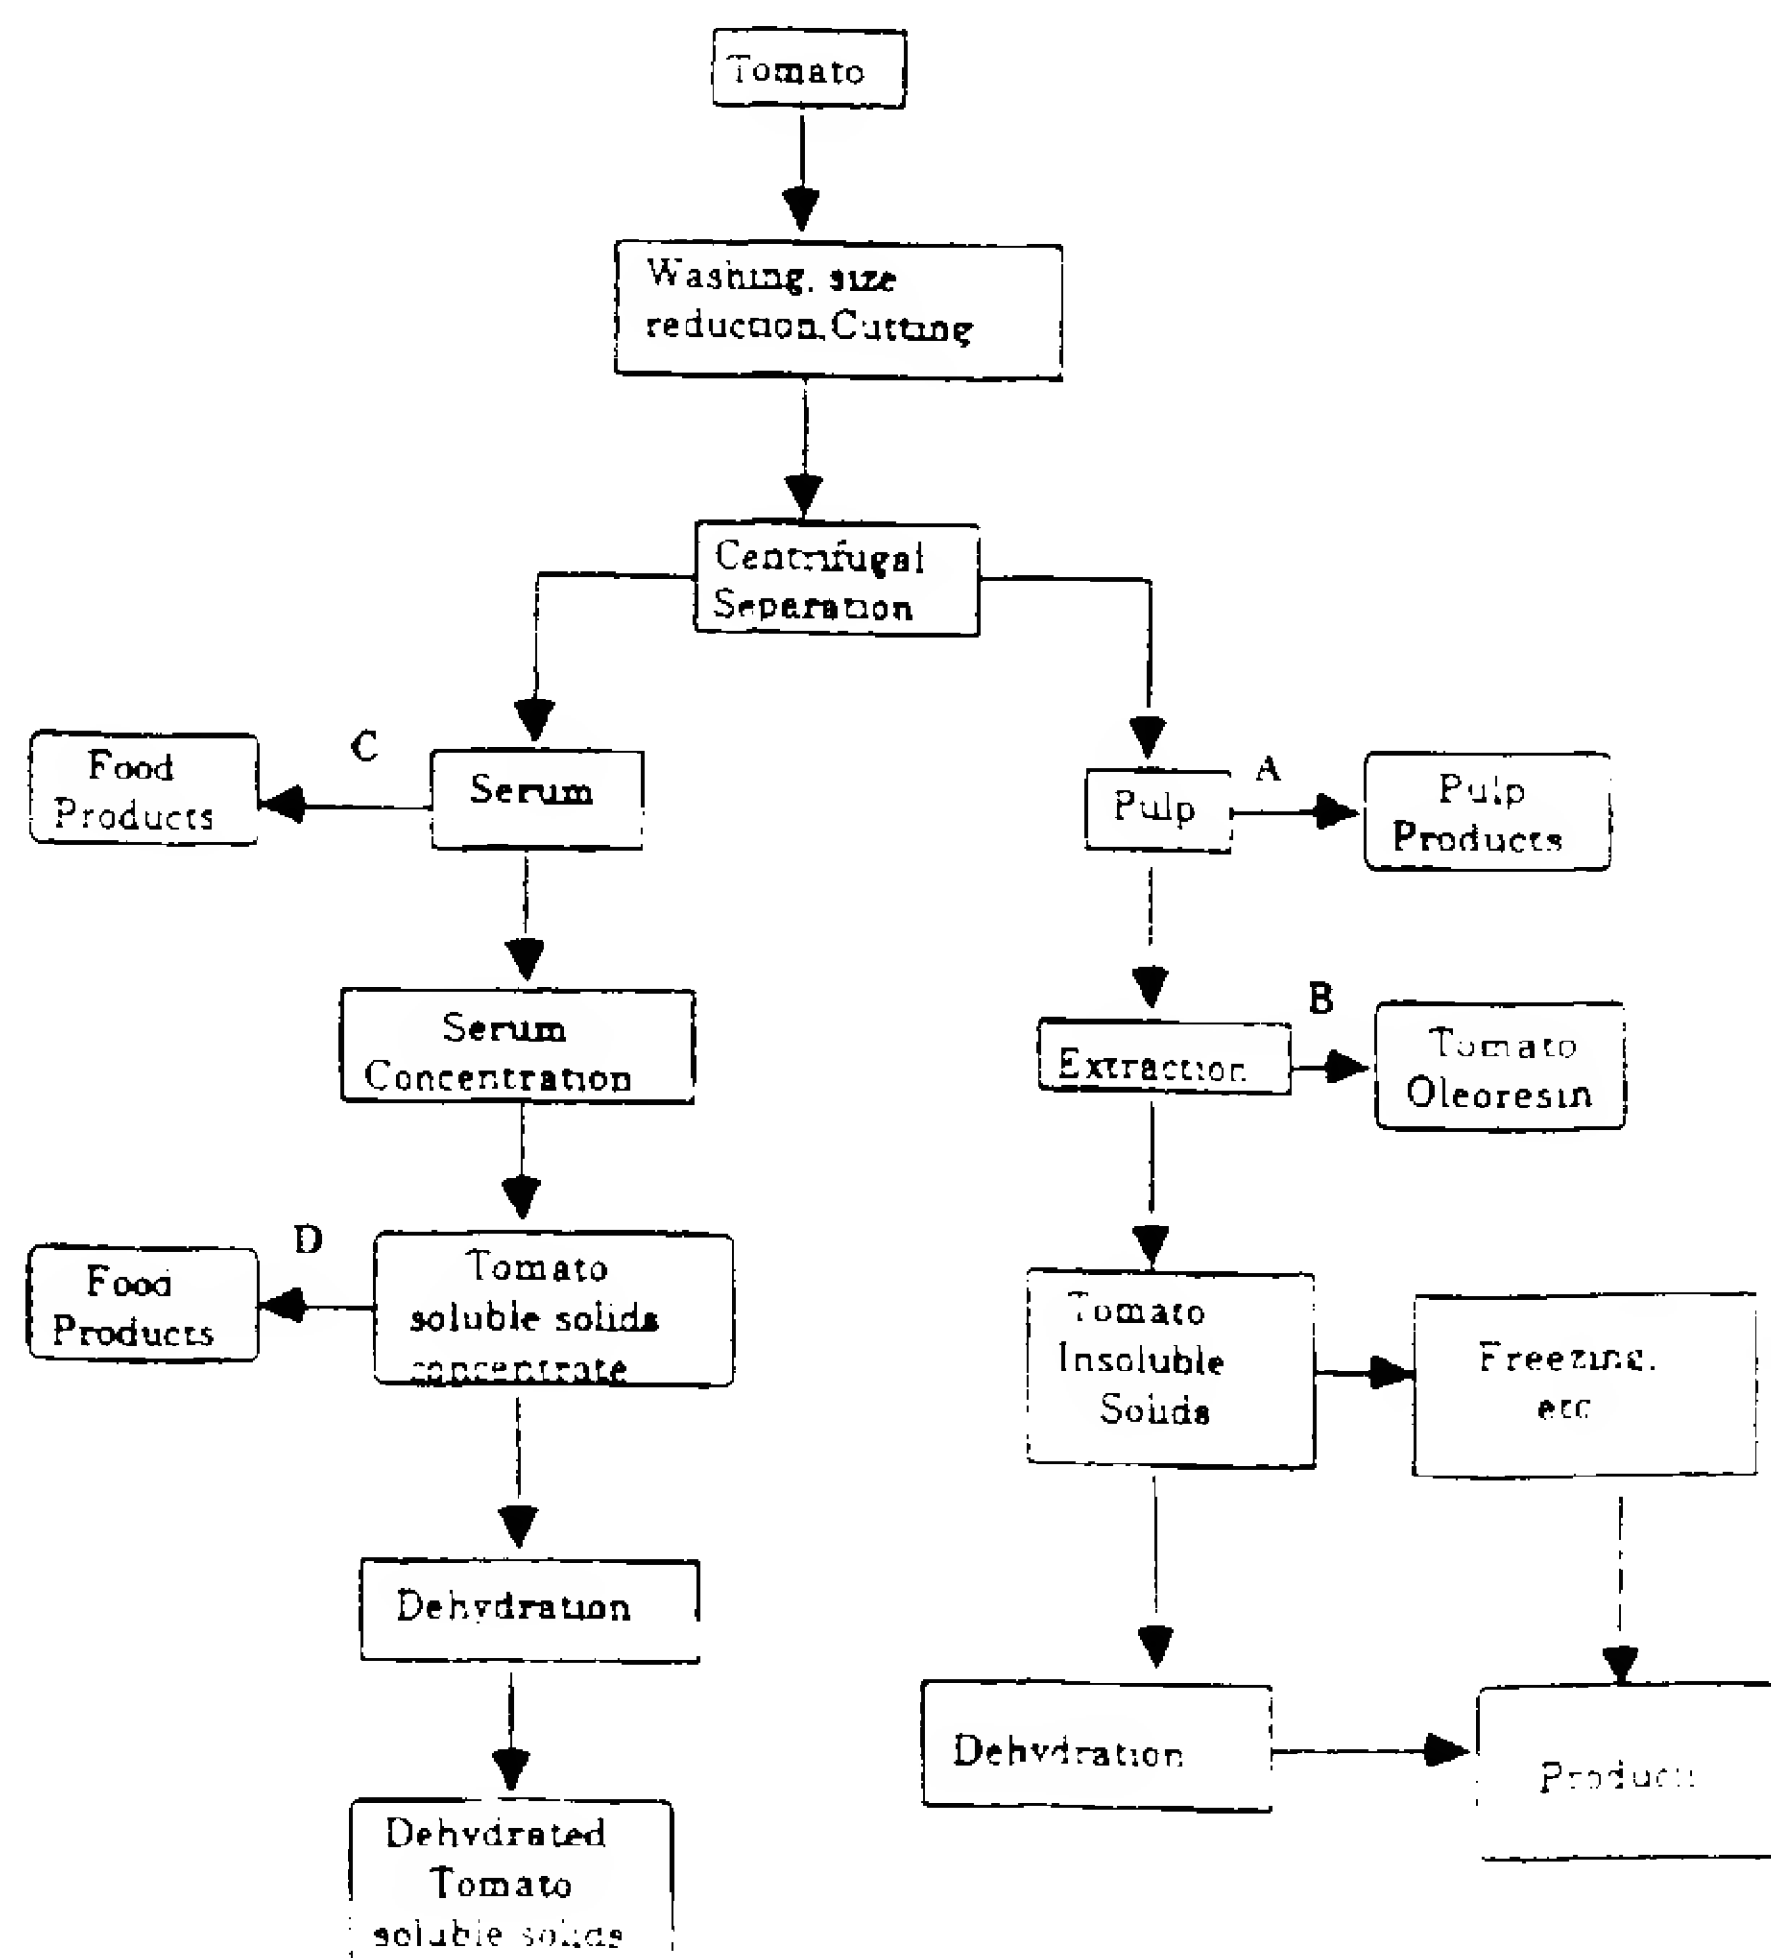 Tomato
Washing, size
reduction, Cutting
Centrifugal
Separation
Food
Products
C
Serum
Pulp
A
Pulp
Products
Serum
Concentration
Extraction
B
Tomato
Oleoresin
Food
Products
D
Tomato
soluble solids
concentrate
Tomato
Insoluble
Solids
Freezing,
etc
Dehydration
Dehydration
Dehydrated
Tomato
soluble solids